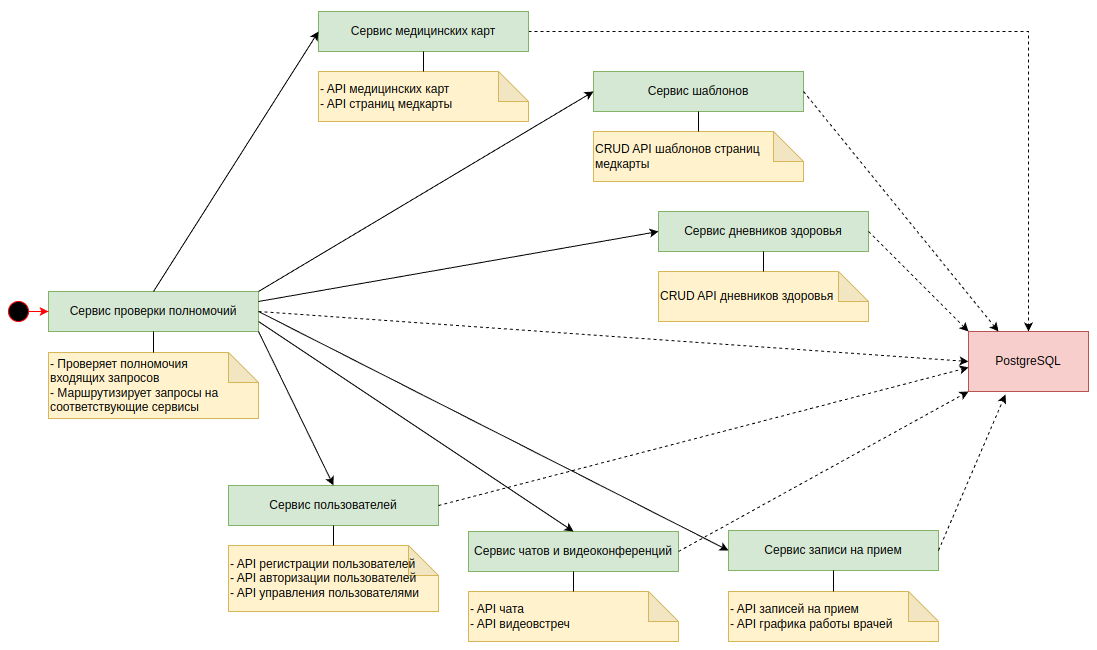 Сервис медицинских карт
- API медицинских карт
- API страниц медкарты
Сервис шаблонов
CRUD API шаблонов страниц
медкарты
Сервис дневников здоровья
CRUD API дневников здоровья
Сервис проверки полномочий
- Проверяет полномочия
входящих запросов
- Маршрутизирует запросы на
соответствующие сервисы
PostgreSQL
Сервис пользователей
- API регистрации пользователей
- API авторизации пользователей
- API управления пользователями
Сервис чатов и видеоконференций
- API чата
- API видеовстреч
Сервис записи на прием
- API записей на прием
- API графика работы врачей